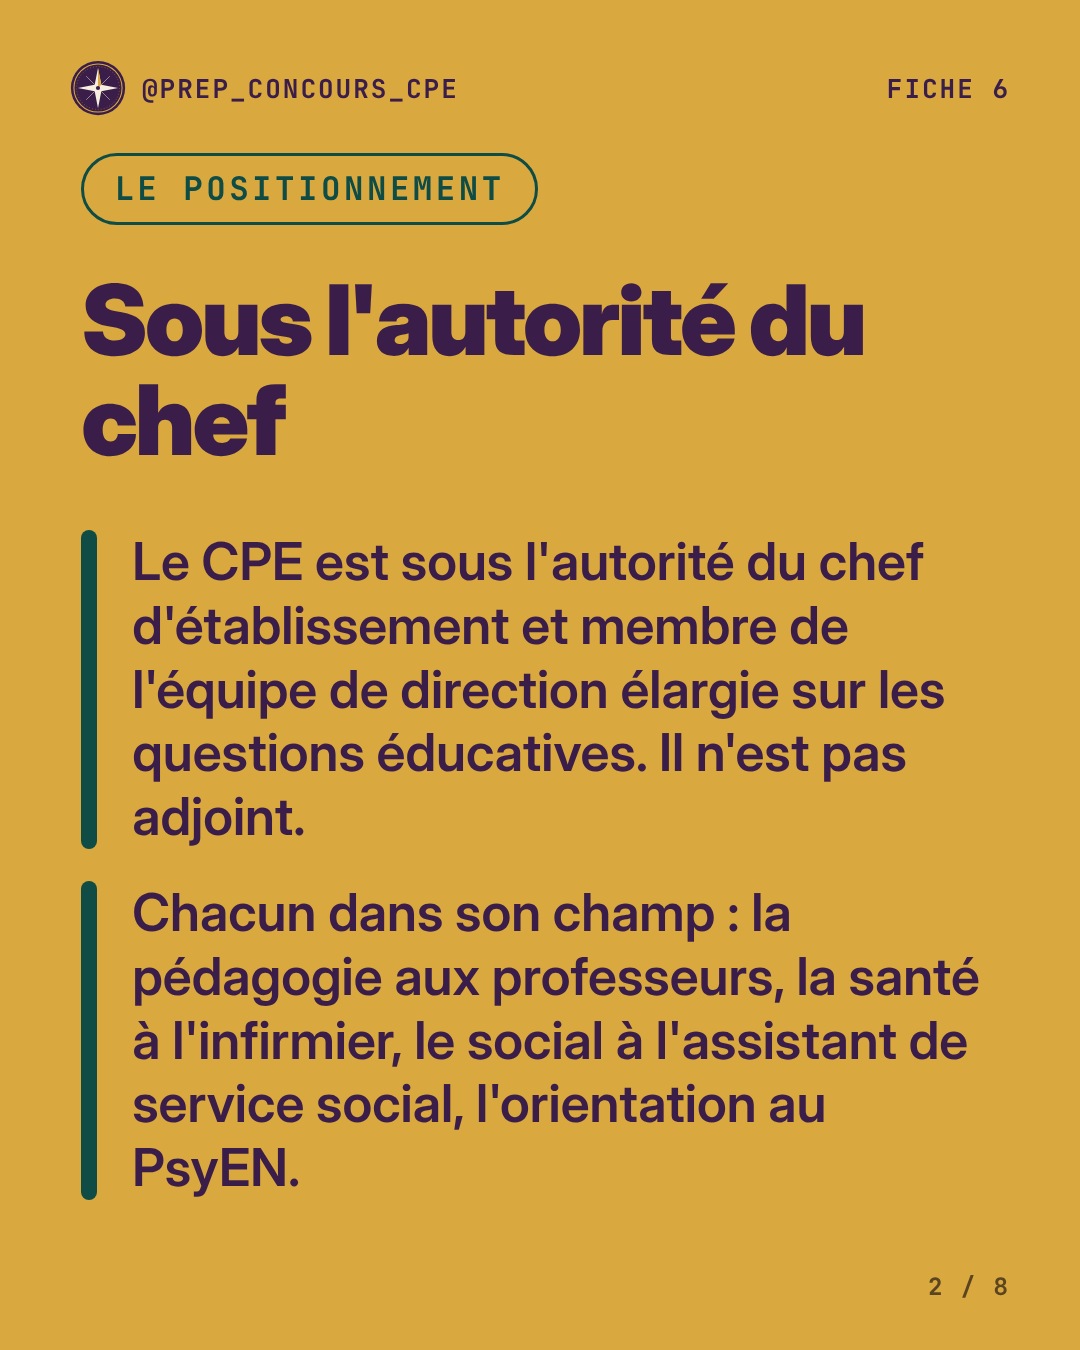 @PREP_CONCOURS_CPE
FICHE 6
LE POSITIONNEMENT
Sous l'autorité du
chef
Le CPE est sous l'autorité du chef
d'établissement et membre de
l'équipe de direction élargie sur les
questions éducatives. Il n'est pas
adjoint.
Chacun dans son champ : la
pédagogie aux professeurs, la santé
à l'infirmier, le social à l'assistant de
service social, l'orientation au
PsyEN.
2 / 8